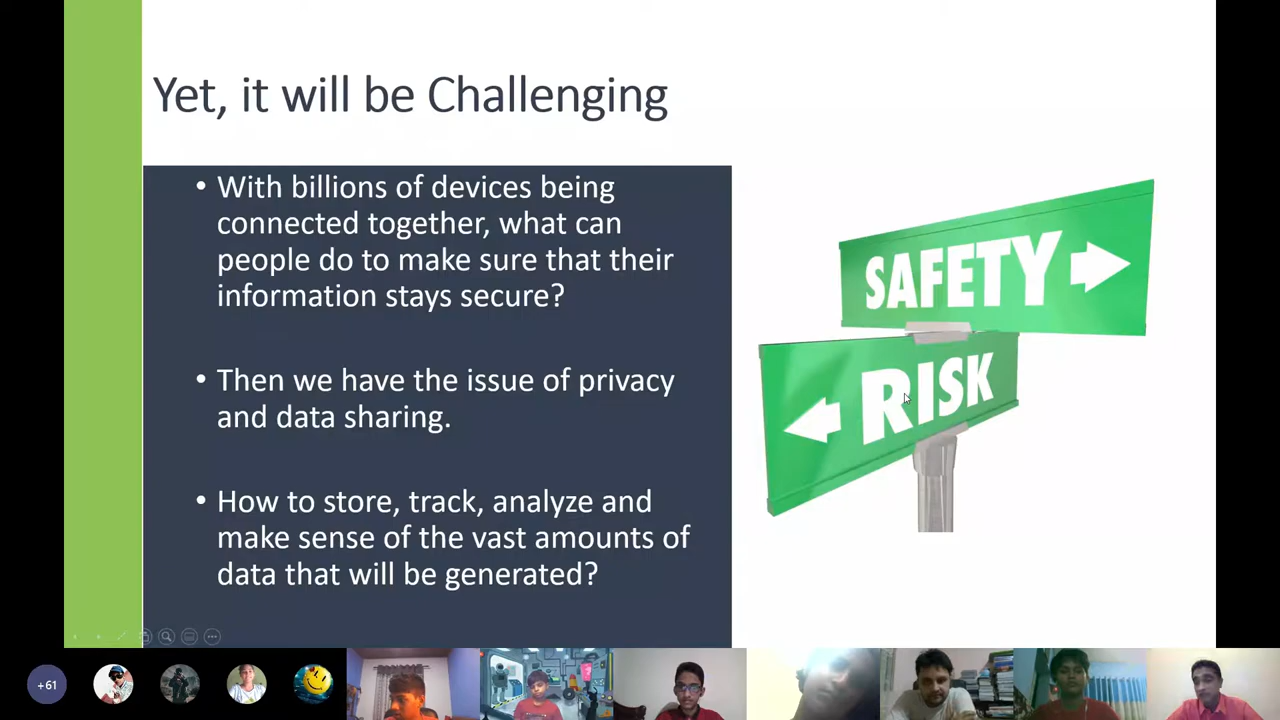 Yet, it will be Challenging
• With billions of devices being
connected together, what can
people do to make sure that their
information stays secure?
• Then we have the issue of privacy
and data sharing.
• How to store, track, analyze and
make sense of the vast amounts of
data that will be generated?
SAFETY
RISK
+61